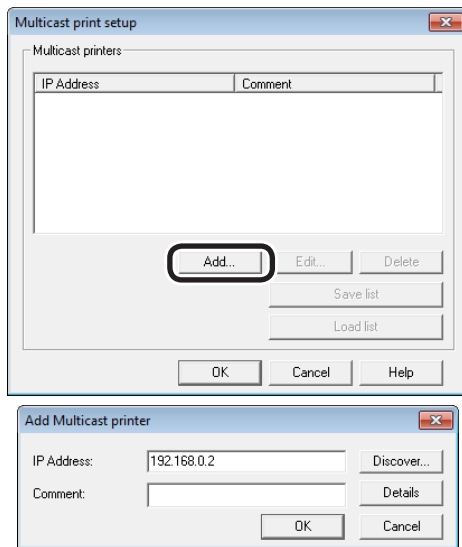 Multicast print setup
Multicast printers
IP Address Comment
Add... Edit... Delete
Save list
Load list
OK Cancel Help
Add Multicast printer
IP Address: 192.168.0.2 Discover...
Comment: Details
OK Cancel